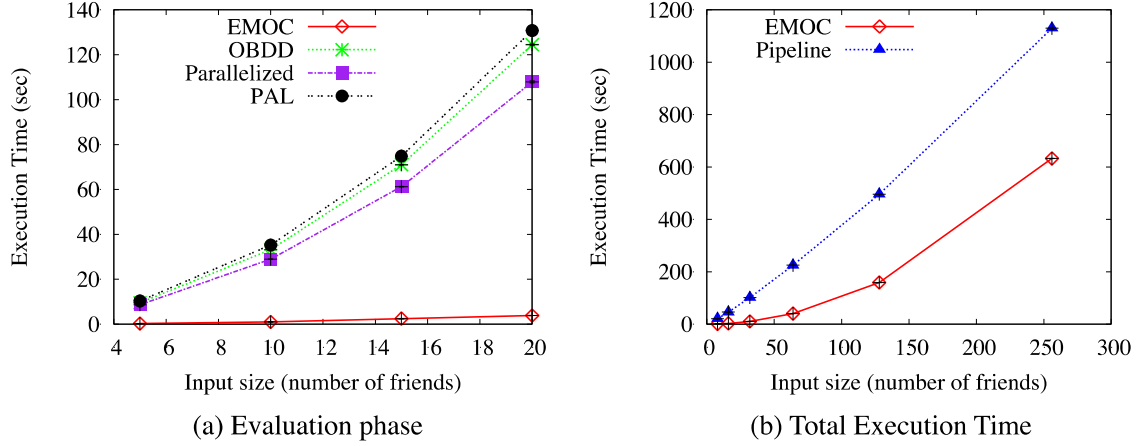 140
120
100
80
60
40
20
0
Execution Time (sec)
EMOC
OBDD
Parallelized
PAL
4 6 8 10 12 14 16 18 20
Input size (number of friends)
(a) Evaluation phase
1200
1000
800
600
400
200
0
Execution Time (sec)
EMOC
Pipeline
0 50 100 150 200 250 300
Input size (number of friends)
(b) Total Execution Time